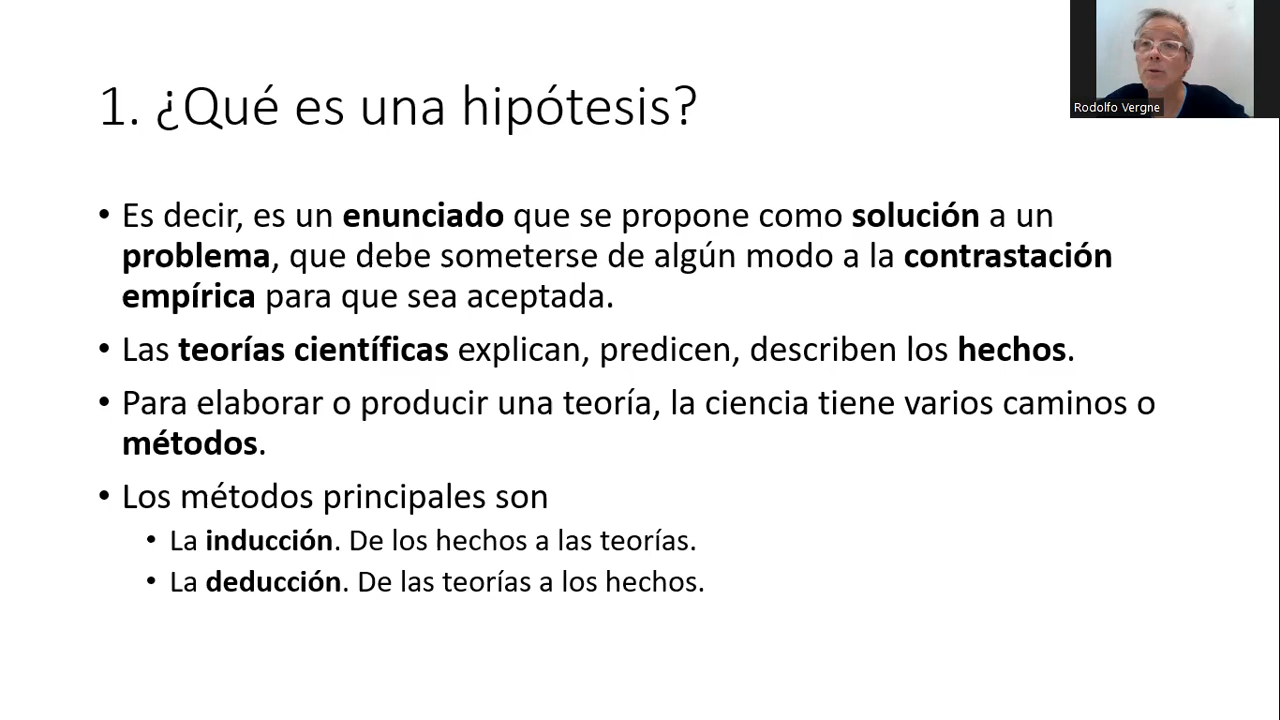 1. ¿Qué es una hipótesis?
Rodolfo Vergne
• Es decir, es un enunciado que se propone como solución a un
problema, que debe someterse de algún modo a la contrastación
empírica para que sea aceptada.
• Las teorías científicas explican, predicen, describen los hechos.
• Para elaborar o producir una teoría, la ciencia tiene varios caminos o
métodos.
• Los métodos principales son
• La inducción. De los hechos a las teorías.
• La deducción. De las teorías a los hechos.